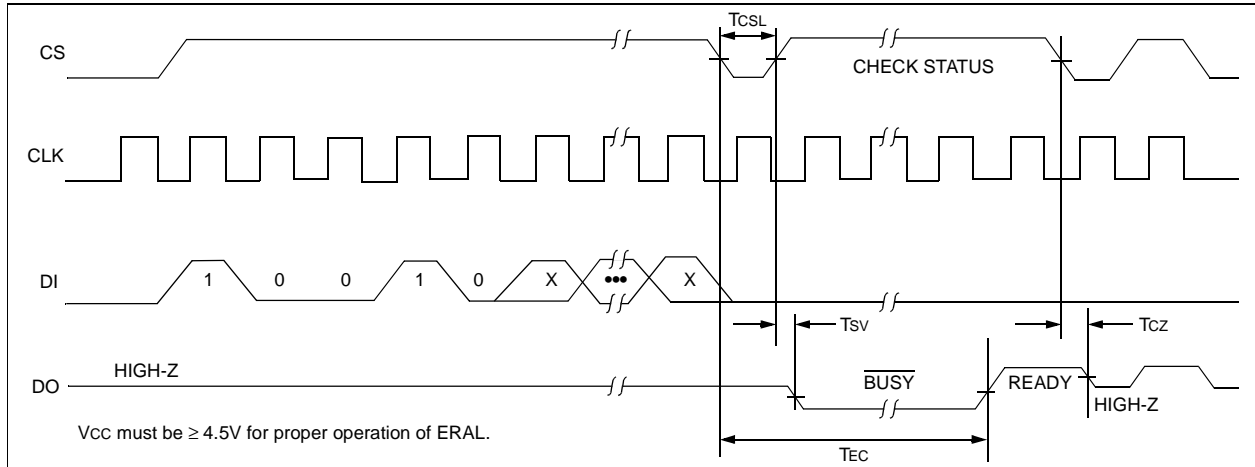 TCSL
CS
CHECK STATUS
CLK
DI
1 0 0 1 0 X ••• X
TSV
TCZ
DO
HIGH-Z
BUSY
READY
HIGH-Z
VCC must be ≥ 4.5V for proper operation of ERAL.
TEC